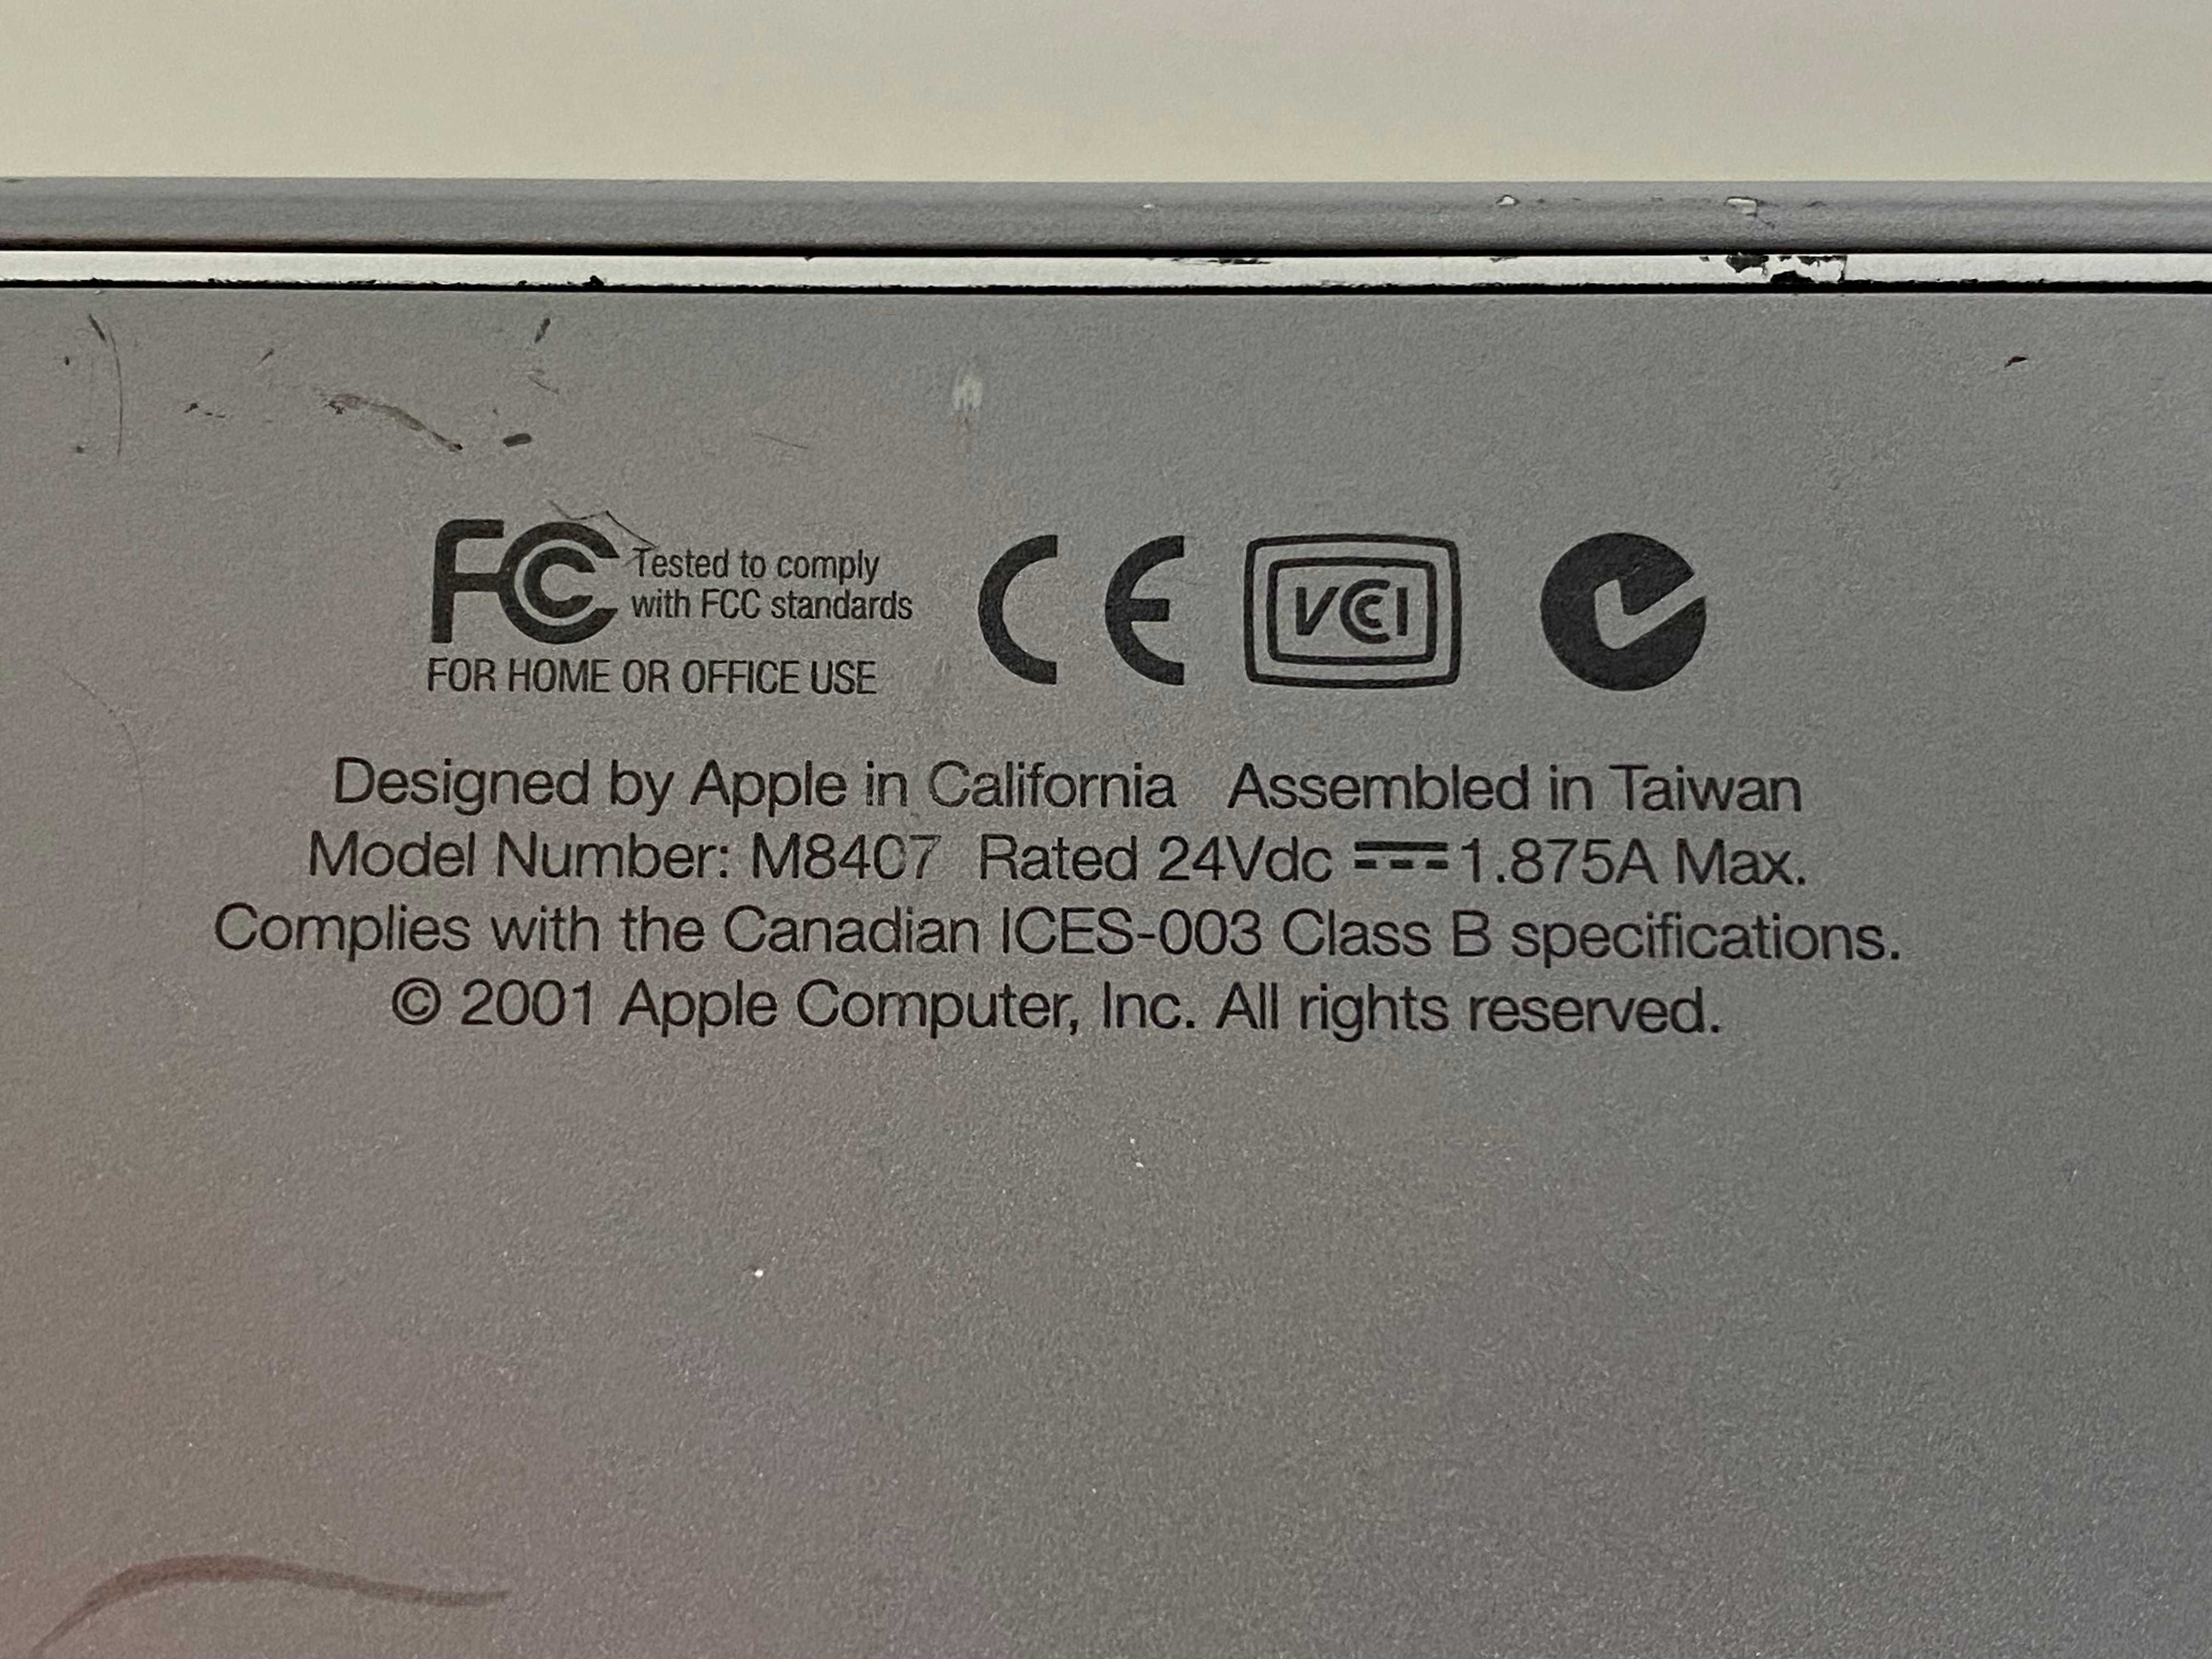 FC Tested to comply
with FCC standards
FOR HOME OR OFFICE USE
CE
VCCI
Designed by Apple in California Assembled in Taiwan
Model Number: M8407 Rated 24Vdc ⎓ 1.875A Max.
Complies with the Canadian ICES-003 Class B specifications.
© 2001 Apple Computer, Inc. All rights reserved.